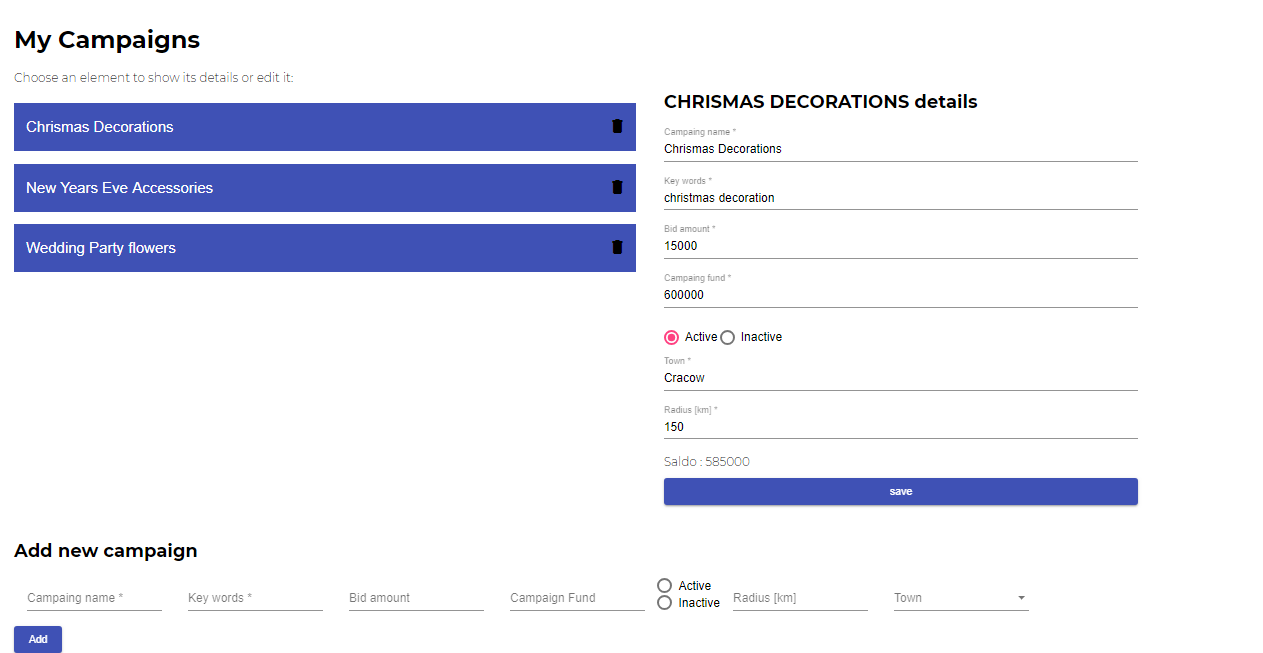 My Campaigns
Choose an element to show its details or edit it:
Chrismas Decorations
New Years Eve Accessories
Wedding Party flowers
CHRISMAS DECORATIONS details
Campaing name *
Chrismas Decorations
Key words *
christmas decoration
Bid amount *
15000
Campaing fund *
600000
Active Inactive
Town *
Cracow
Radius [km] *
150
Saldo : 585000
save
Add new campaign
Campaing name * Key words * Bid amount Campaign Fund
Active
Inactive
Radius [km] Town
Add